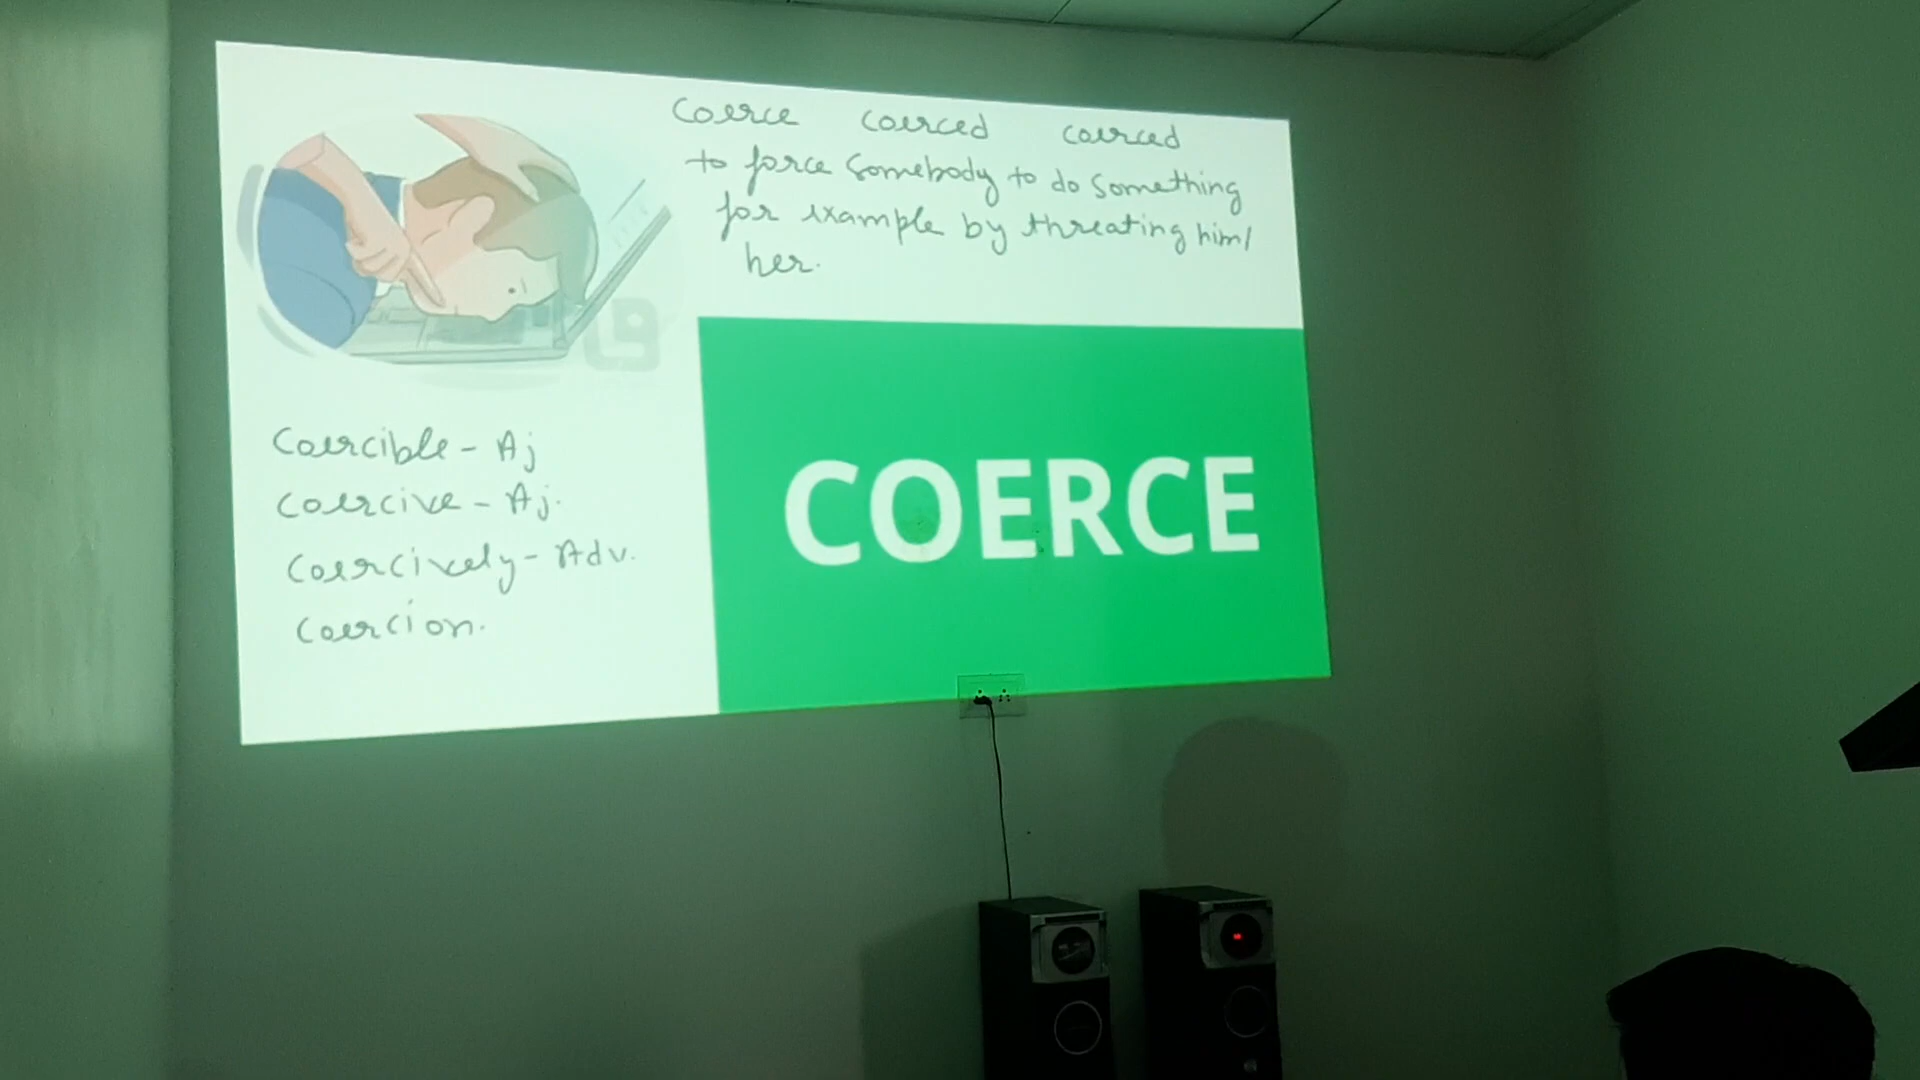 Coerce coerced coerced
to force Somebody to do Something
for example by threating him/
her.
COERCE
Coercible - Aj
Coercive - Aj.
Coercively - Adv.
Coercion.